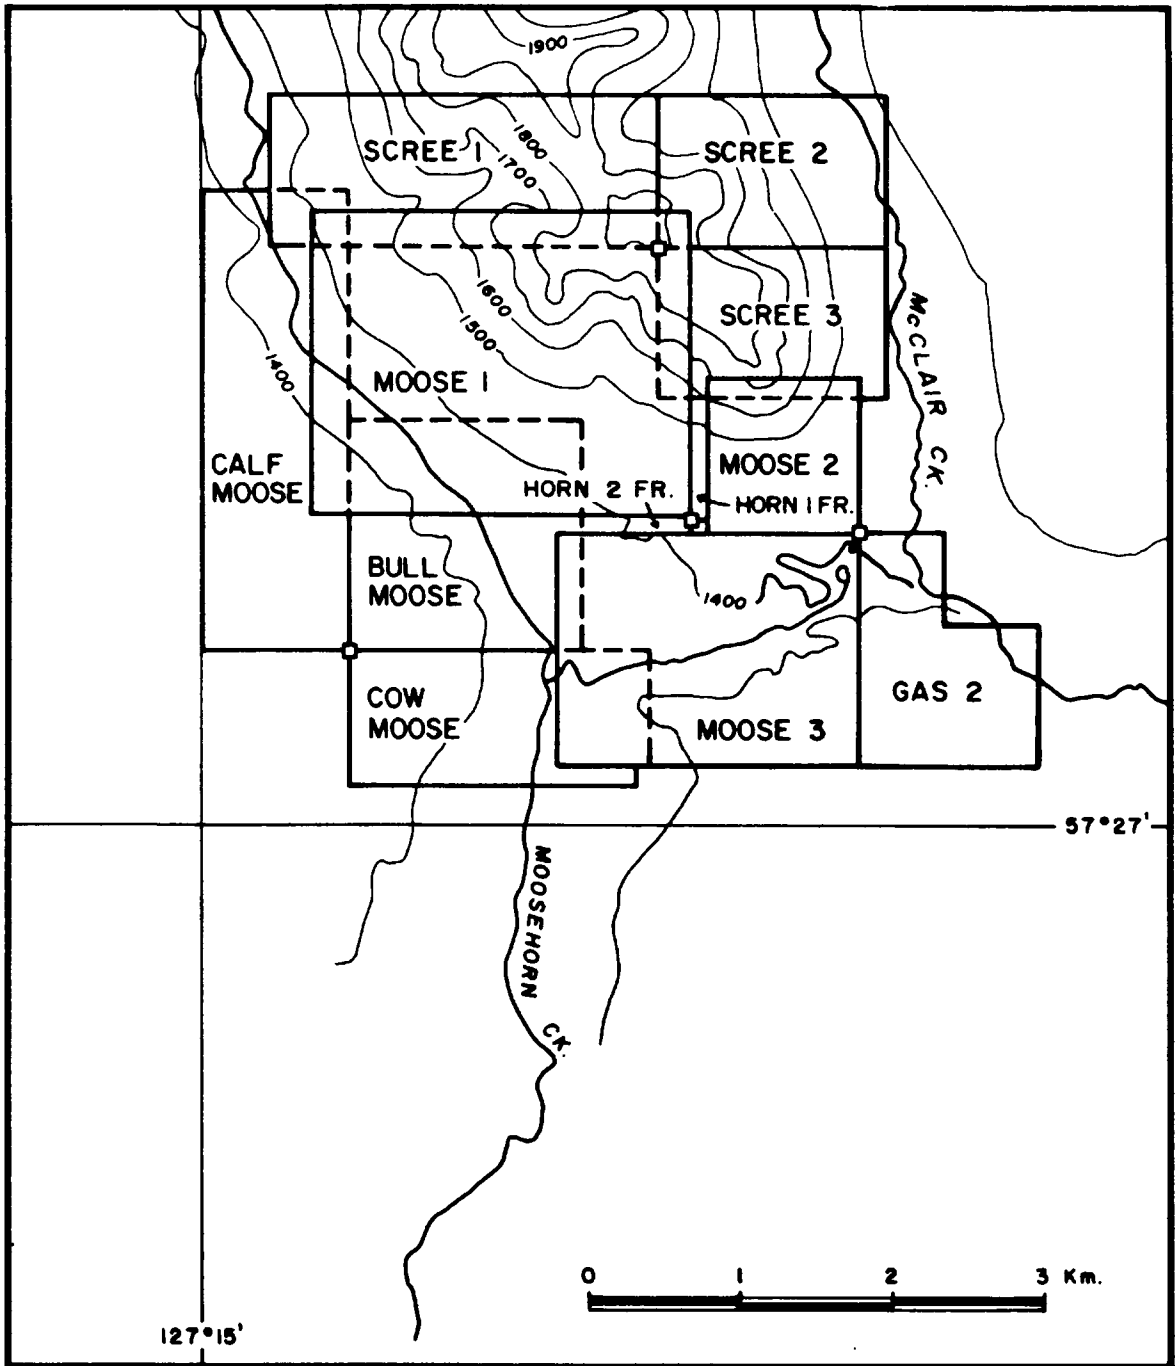 1900
SCREE 1
1800
1700
SCREE 2
SCREE 3
McCLAIR CK.
1600
1500
1400
MOOSE 1
CALF
MOOSE
MOOSE 2
HORN 2 FR.
HORN 1 FR.
BULL
MOOSE
1400
COW
MOOSE
MOOSE 3
GAS 2
57°27'
MOOSEHORN CK.
0 1 2 3 Km.
127°15'